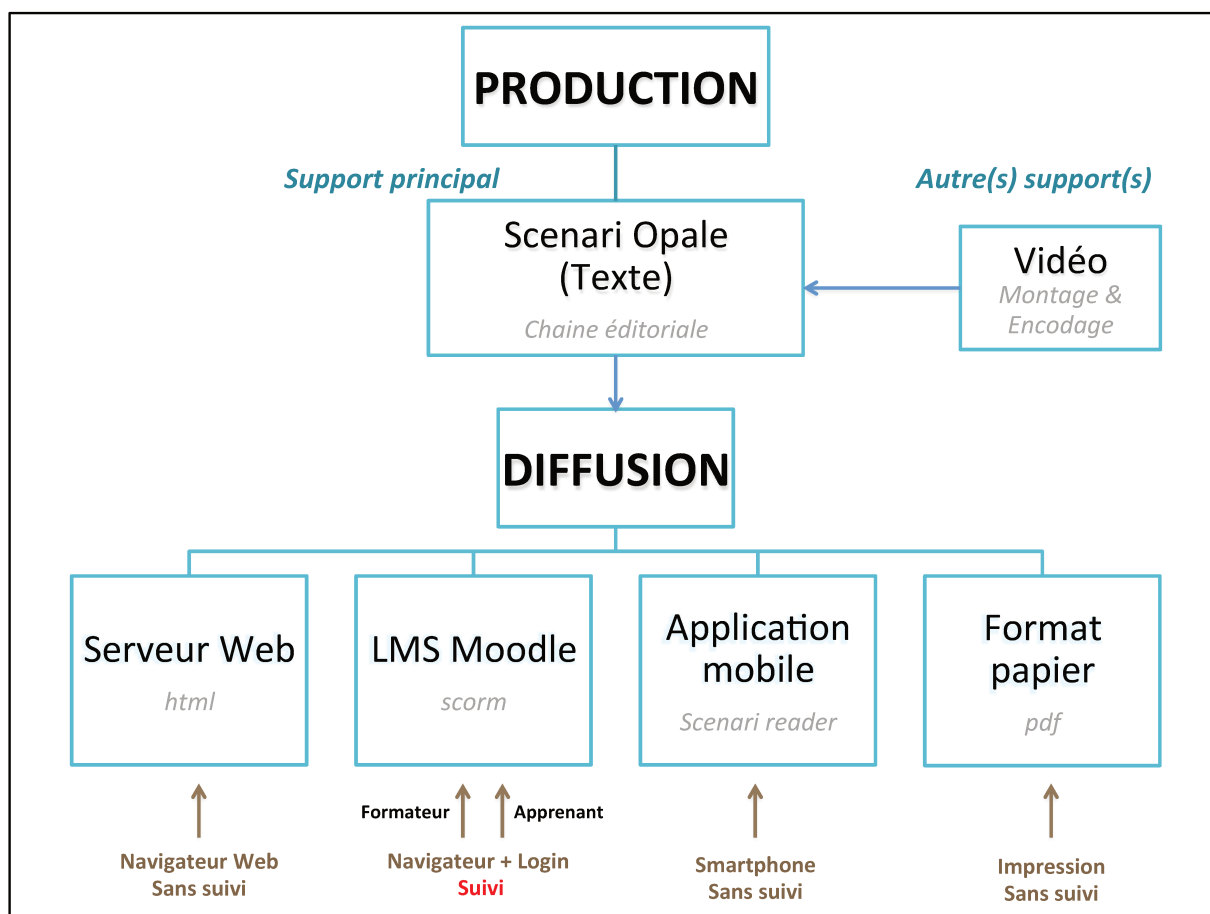 PRODUCTION
Support principal
Autre(s) support(s)
Scenari Opale
(Texte)
Chaine éditoriale
Vidéo
Montage &
Encodage
DIFFUSION
Serveur Web
html
LMS Moodle
scorm
Application
mobile
Scenari reader
Format
papier
pdf
Formateur
Apprenant
Navigateur Web
Sans suivi
Navigateur + Login
Suivi
Smartphone
Sans suivi
Impression
Sans suivi